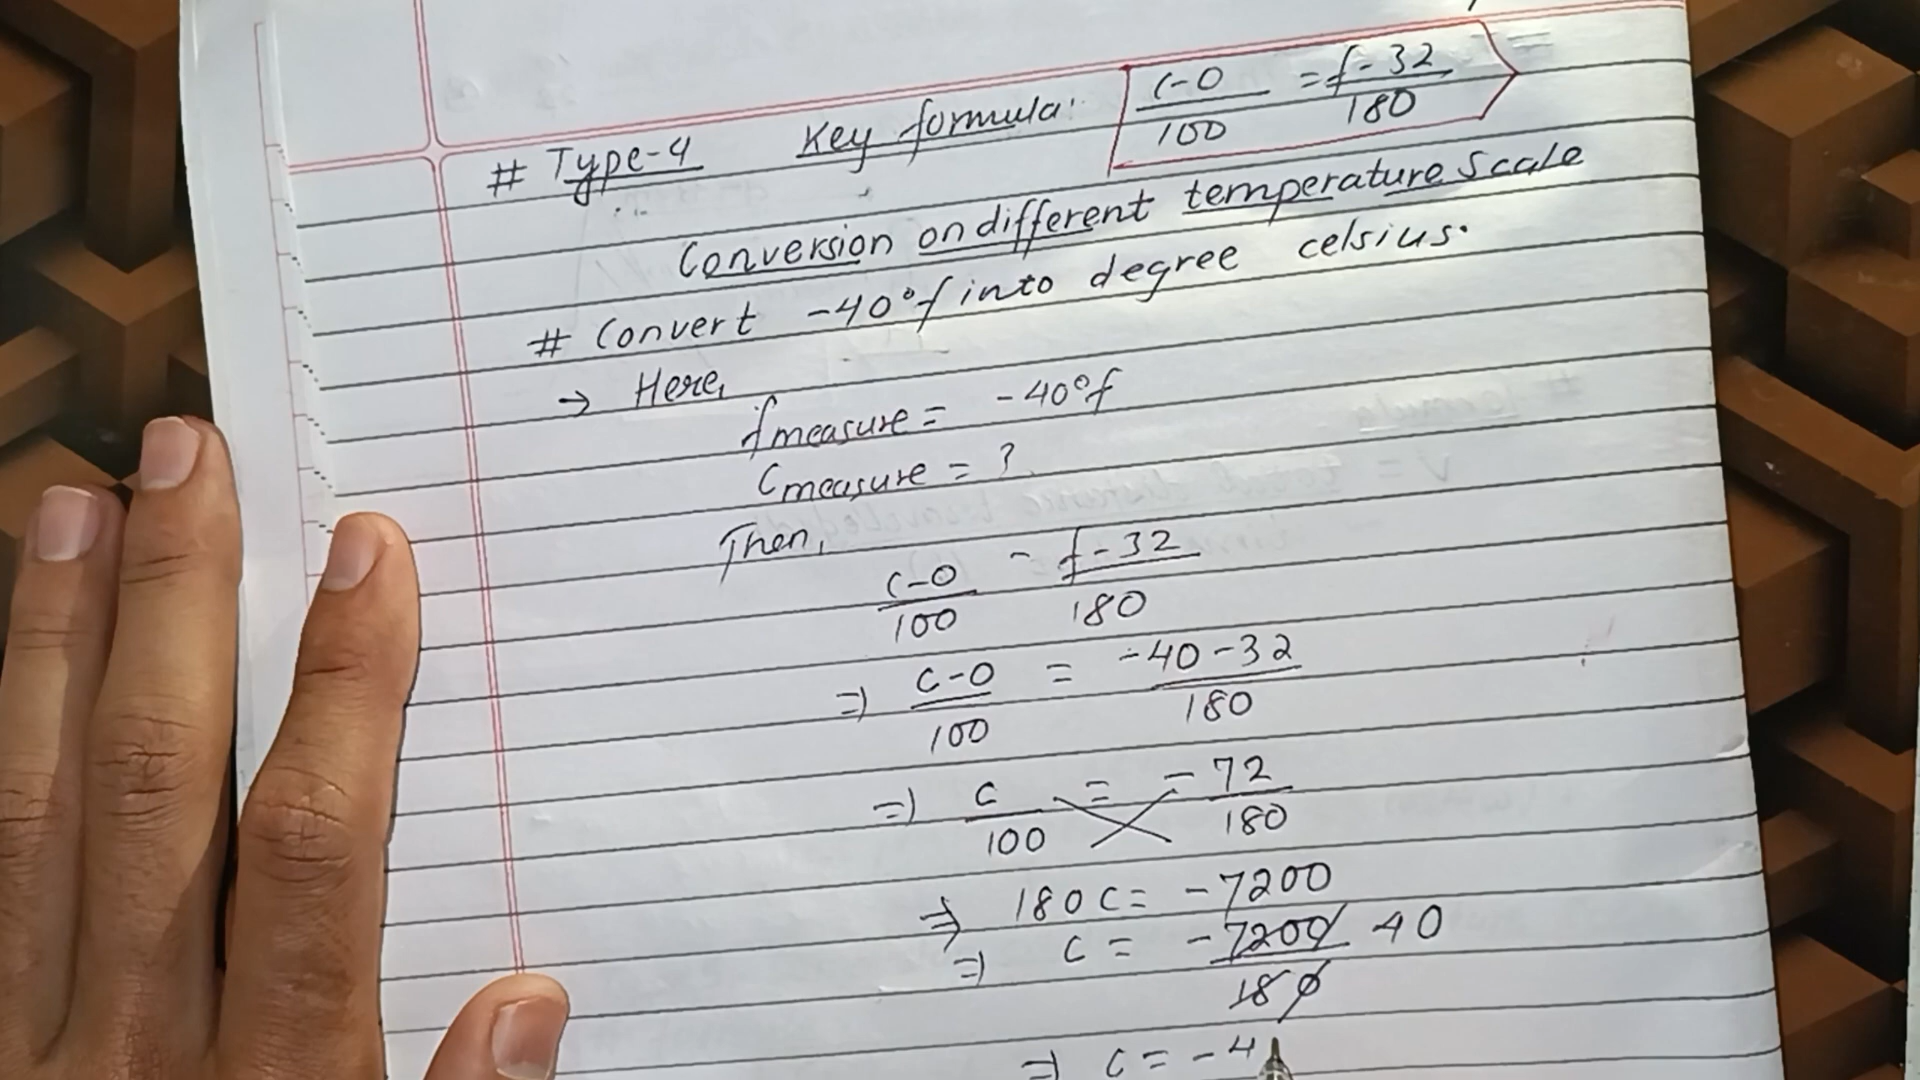 # Type-4 Key formula: C-0/100 = f-32/180
Conversion on different temperature scale
# Convert -40°f into degree celsius.
→ Here,
fmeasure = -40°f
Cmeasure = ?
Then,
C-0/100 = f-32/180
⇒ C-0/100 = -40-32/180
⇒ C/100 = -72/180
⇒ 180C = -7200
⇒ C = -7200/180 40
⇒ C = -4